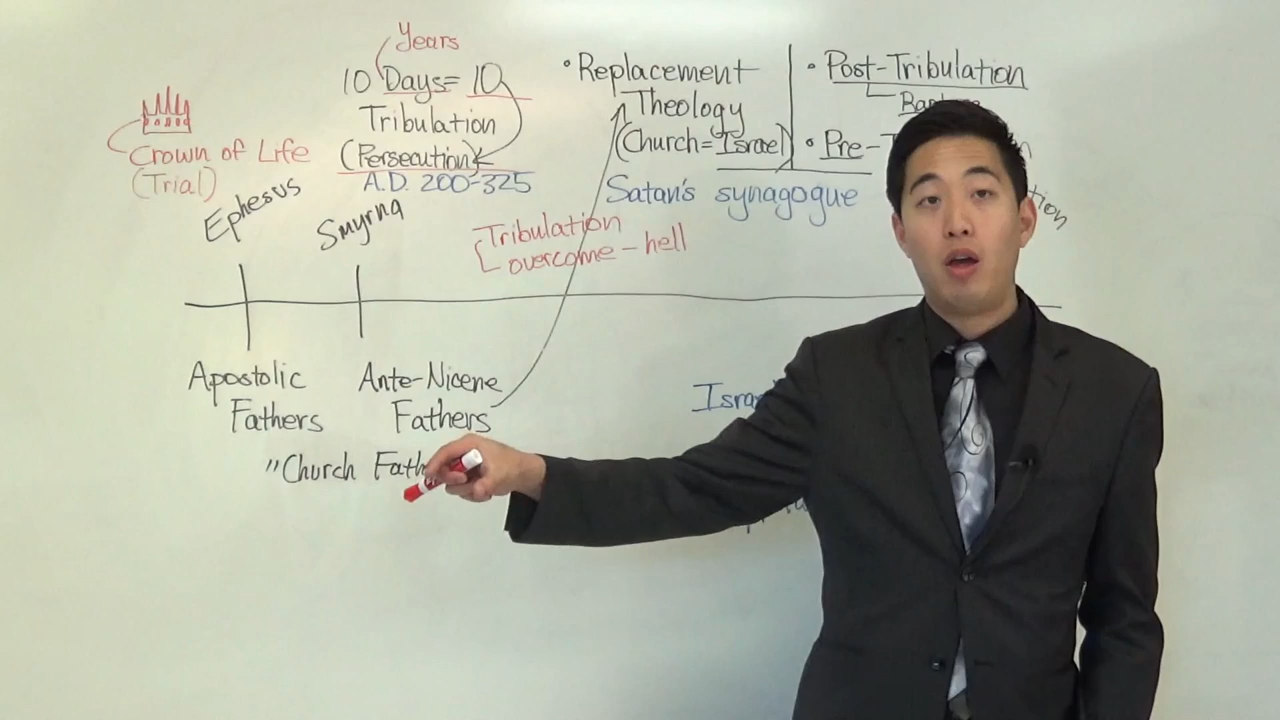 Years
10 Days= 10
Tribulation
(Persecution)
A.D. 200-325
Crown of Life
(Trial)
Ephesus
Smyrna
•Replacement
Theology
(Church=Israel)
Satan's synagogue
• Post-Tribulation
• Pre-
Tribulation
overcome - hell
Apostolic
Fathers
Ante-Nicene
Fathers
"Church